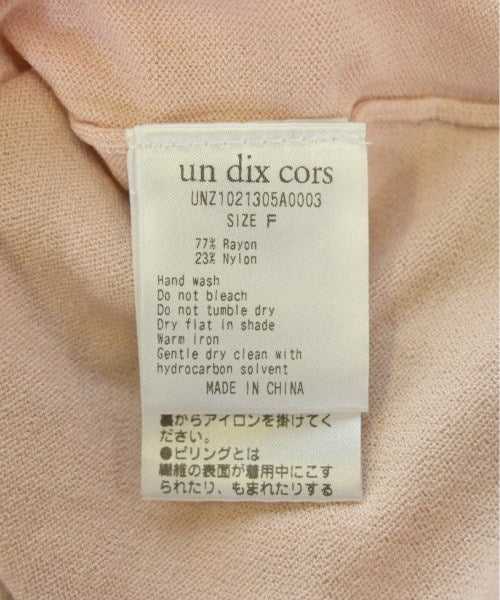 un dix cors
UNZ1021305A0003
SIZE F
77% Rayon
23% Nylon
Hand wash
Do not bleach
Do not tumble dry
Dry flat in shade
Warm iron
Gentle dry clean with
hydrocarbon solvent
MADE IN CHINA
裏からアイロンを掛けてく
ださい。
●ピリングとは
繊維の表面が着用中にこす
られたり、もまれたりする